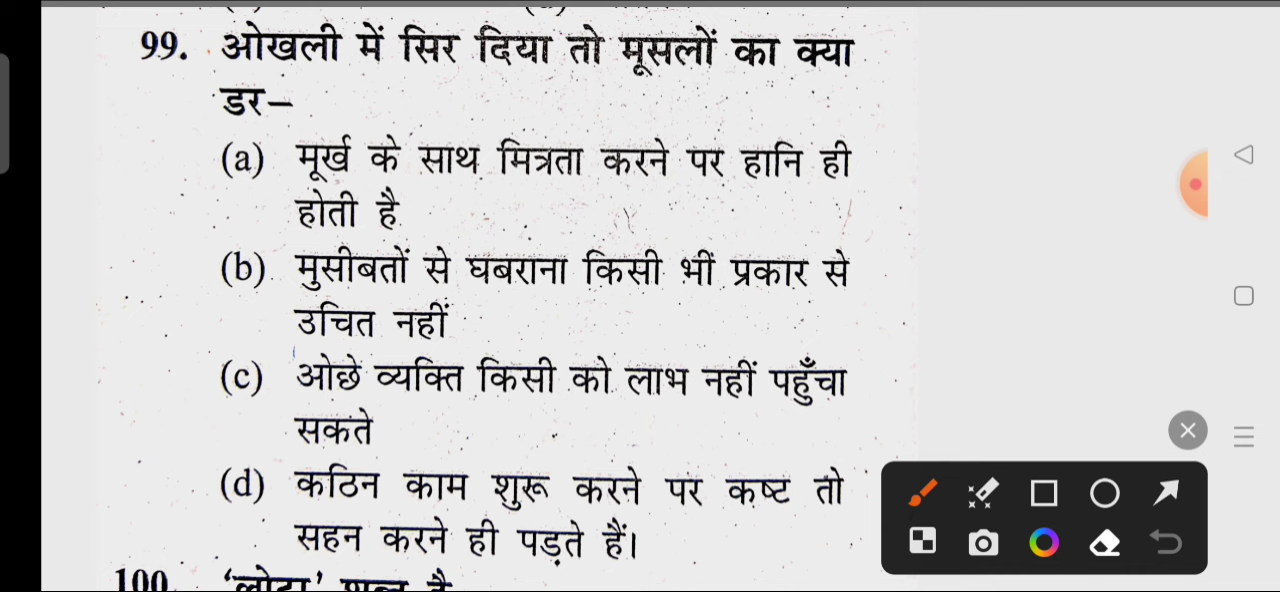 99. ओखली में सिर दिया तो मूसलों का क्या
डर–
(a) मूर्ख के साथ मित्रता करने पर हानि ही
होती है
(b) मुसीबतों से घबराना किसी भी प्रकार से
उचित नहीं
(c) ओछे व्यक्ति किसी को लाभ नहीं पहुँचा
सकते
(d) कठिन काम शुरू करने पर कष्ट तो
सहन करने ही पड़ते हैं।
100.